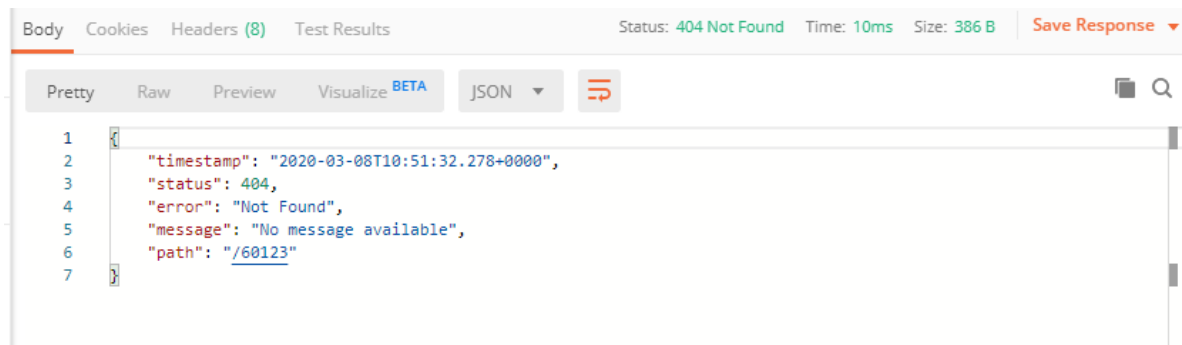 Body Cookies Headers (8) Test Results Status: 404 Not Found Time: 10ms Size: 386 B Save Response
Pretty Raw Preview Visualize BETA JSON
1 {
2 "timestamp": "2020-03-08T10:51:32.278+0000",
3 "status": 404,
4 "error": "Not Found",
5 "message": "No message available",
6 "path": "/60123"
7 }